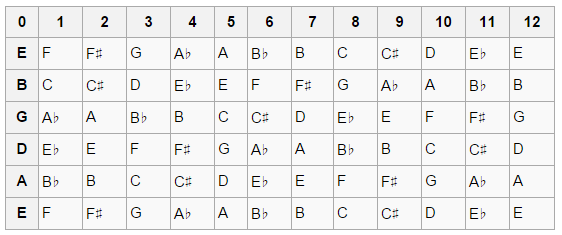 0 1 2 3 4 5 6 7 8 9 10 11 12
E F F♯ G A♭ A B♭ B C C♯ D E♭ E
B C C♯ D E♭ E F F♯ G A♭ A B♭ B
G A♭ A B♭ B C C♯ D E♭ E F F♯ G
D E♭ E F F♯ G A♭ A B♭ B C C♯ D
A B♭ B C C♯ D E♭ E F F♯ G A♭ A
E F F♯ G A♭ A B♭ B C C♯ D E♭ E